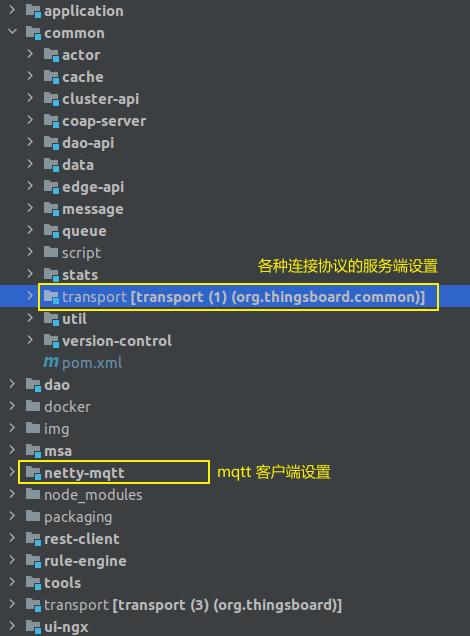 application
common
actor
cache
cluster-api
coap-server
dao-api
data
edge-api
message
queue
script
stats
各种连接协议的服务端设置
transport [transport (1) (org.thingsboard.common)]
util
version-control
m pom.xml
dao
docker
img
msa
netty-mqtt mqtt 客户端设置
node_modules
packaging
rest-client
rule-engine
tools
transport [transport (3) (org.thingsboard)]
ui-ngx